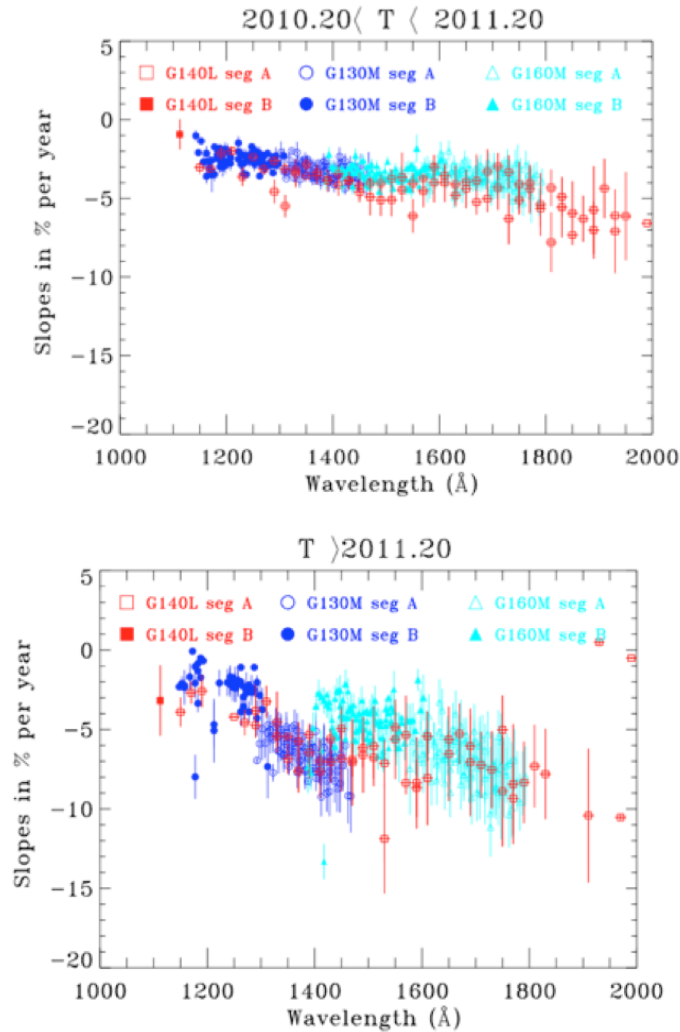 2010.20⟨ T ⟨ 2011.20
G140L seg A G130M seg A G160M seg A
G140L seg B G130M seg B G160M seg B
5
0
−5
−10
−15
−20
Slopes in % per year
1000 1200 1400 1600 1800 2000
Wavelength (Å)
T ⟩2011.20
G140L seg A G130M seg A G160M seg A
G140L seg B G130M seg B G160M seg B
5
0
−5
−10
−15
−20
Slopes in % per year
1000 1200 1400 1600 1800 2000
Wavelength (Å)